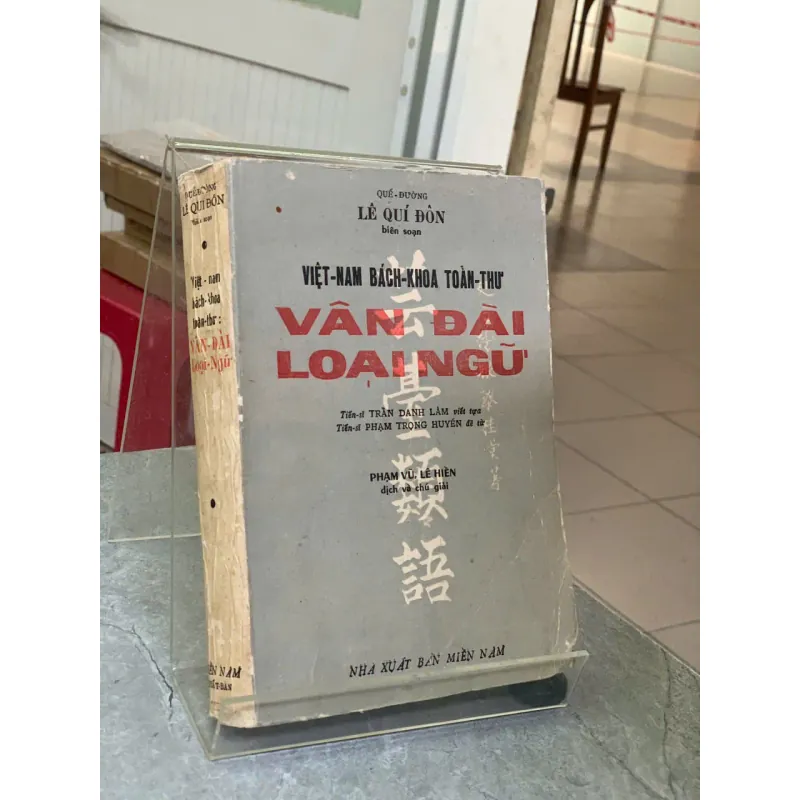 QUẾ-ĐƯỜNG
LÊ QUÍ ĐÔN
biên soạn
VIỆT-NAM BÁCH-KHOA TOÀN-THƯ
VÂN ĐÀI
LOẠI NGỮ
Tiến-sĩ TRẦN DANH LÂM viết tựa
Tiến-sĩ PHẠM TRỌNG HUYẾN đề từ
PHẠM VŨ, LÊ HIỀN
dịch và chú giải
芸臺類語
NHÀ XUẤT BẢN MIỀN NAM
LÊ QUÍ ĐÔN
Việt-nam
bách-khoa
toàn-thư:
VÂN-ĐÀI
Loại-Ngữ
NAM